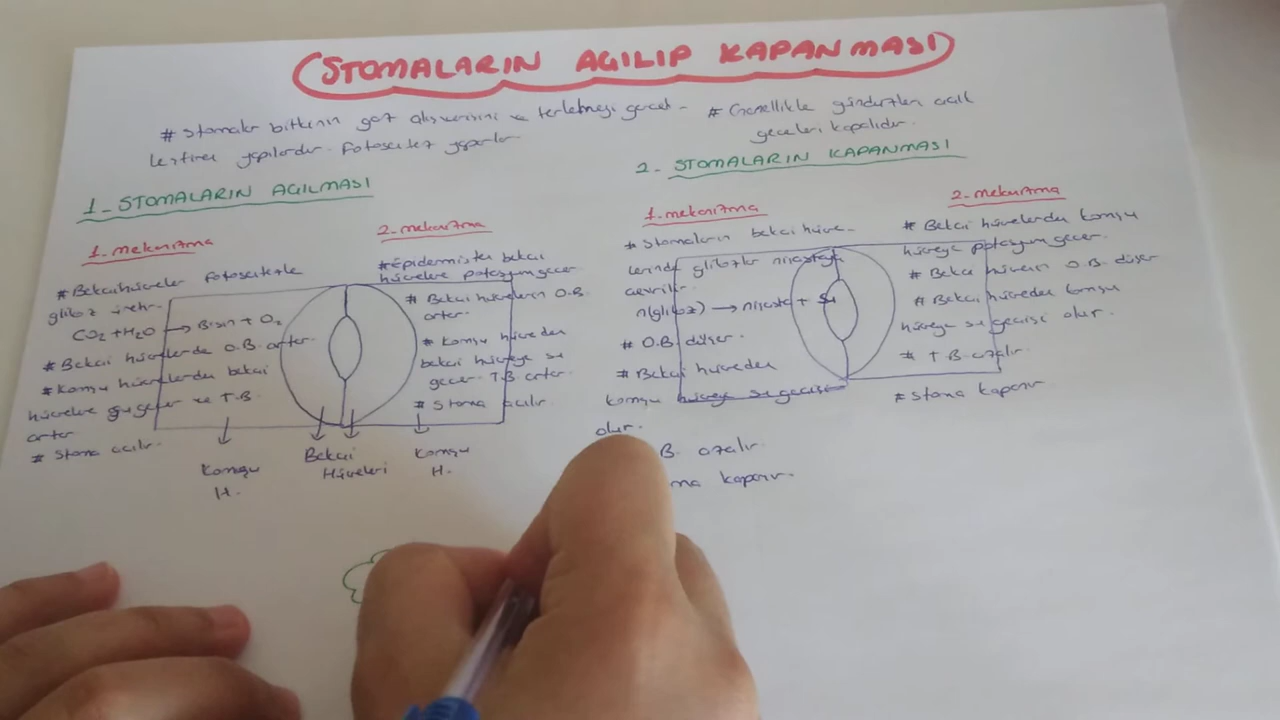 STOMALARIN AÇILIP KAPANMASI
# Stomalar bitkinin gaz alışverişini ve terlemeyi gerçek-
leştiren yapılardır. Fotosentez yaparlar
# Genellikle gündüzleri açık
geceleri kapalıdır.
1- STOMALARIN AÇILMASI
1. mekanizma
# Bekçi hücreler fotosentezle
glikoz üretir.
CO2 + H2O → Besin + O2
# Bekçi hücrelerde O.B. artar.
# Komşu hücrelerden bekçi
hücrelere su geçer ve T.B.
artar
# Stoma açılır.
2. mekanizma
# Epidermisten bekçi
hücrelere potasyum geçer
# Bekçi hücrelerin O.B.
artar.
# Komşu hücreden
bekçi hücreye su
geçer. T.B. artar.
# Stoma açılır.
Komşu
H.
Bekçi
Hücreleri
Komşu
H.
2- STOMALARIN KAPANMASI
1. mekanizma
# Stomaların bekçi hücre-
lerinde glikozlar nişastaya
çevrilir.
n(glikoz) → nişasta + Su
# O.B. düşer.
# Bekçi hücreden
komşu hücreye su geçişi
olur.
B. azalır.
ma kapanır.
2- mekanizma
# Bekçi hücrelerden komşu
hücreye potasyum geçer.
# Bekçi hücrenin O.B. düşer
# Bekçi hücreden komşu
hücreye su geçişi olur.
# T.B. azalır.
# Stoma kapanır